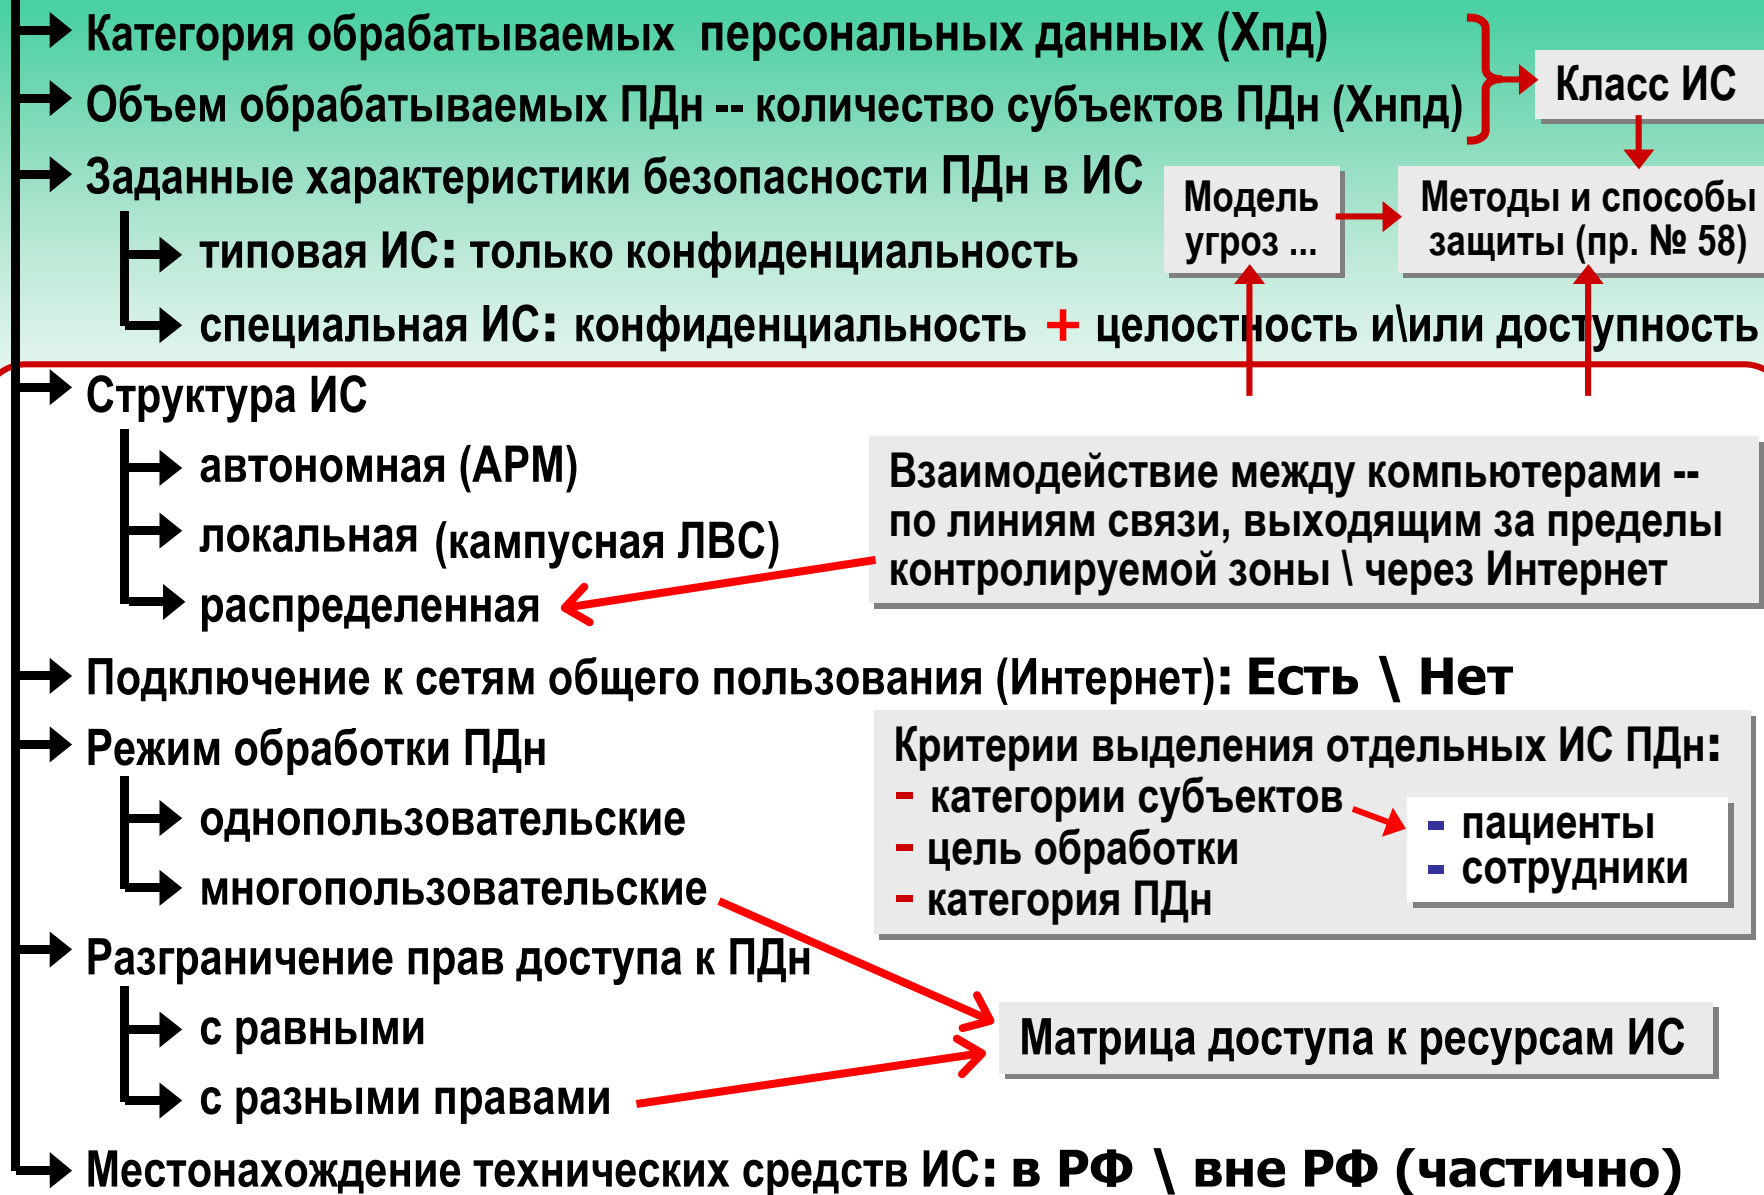 Категория обрабатываемых персональных данных (Хпд)
Объем обрабатываемых ПДн -- количество субъектов ПДн (Хнпд)
Класс ИС
Заданные характеристики безопасности ПДн в ИС
Модель
угроз ...
Методы и способы
защиты (пр. № 58)
типовая ИС: только конфиденциальность
специальная ИС: конфиденциальность + целостность и\или доступность
Структура ИС
автономная (АРМ)
локальная (кампусная ЛВС)
распределенная
Взаимодействие между компьютерами --
по линиям связи, выходящим за пределы
контролируемой зоны \ через Интернет
Подключение к сетям общего пользования (Интернет): Есть \ Нет
Режим обработки ПДн
однопользовательские
многопользовательские
Критерии выделения отдельных ИС ПДн:
- категории субъектов
- цель обработки
- категория ПДн
- пациенты
- сотрудники
Разграничение прав доступа к ПДн
с равными
с разными правами
Матрица доступа к ресурсам ИС
Местонахождение технических средств ИС: в РФ \ вне РФ (частично)